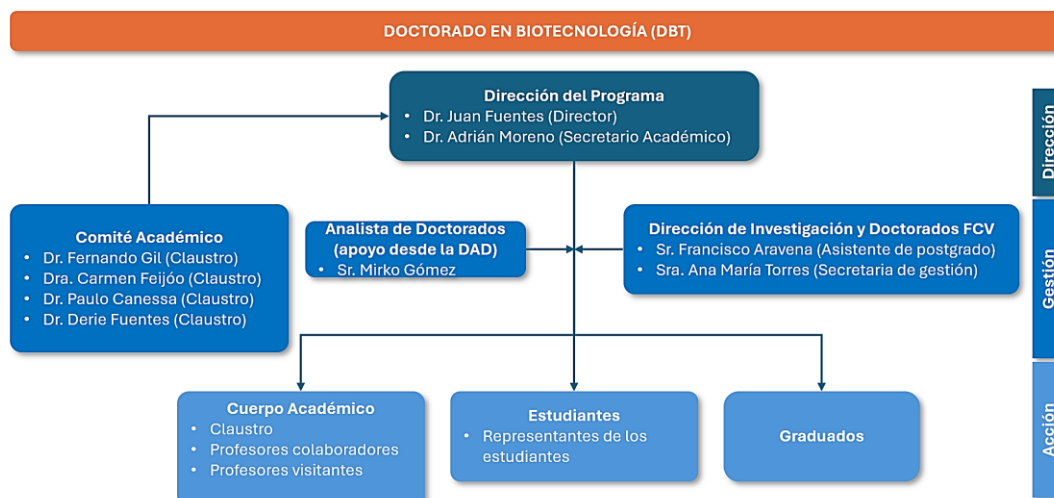 DOCTORADO EN BIOTECNOLOGÍA (DBT)
Dirección del Programa
• Dr. Juan Fuentes (Director)
• Dr. Adrián Moreno (Secretario Académico)
Dirección
Comité Académico
• Dr. Fernando Gil (Claustro)
• Dra. Carmen Feijóo (Claustro)
• Dr. Paulo Canessa (Claustro)
• Dr. Derie Fuentes (Claustro)
Analista de Doctorados
(apoyo desde la DAD)
• Sr. Mirko Gómez
Dirección de Investigación y Doctorados FCV
• Sr. Francisco Aravena (Asistente de postgrado)
• Sra. Ana María Torres (Secretaria de gestión)
Gestión
Cuerpo Académico
• Claustro
• Profesores colaboradores
• Profesores visitantes
Estudiantes
• Representantes de los
estudiantes
Graduados
Acción